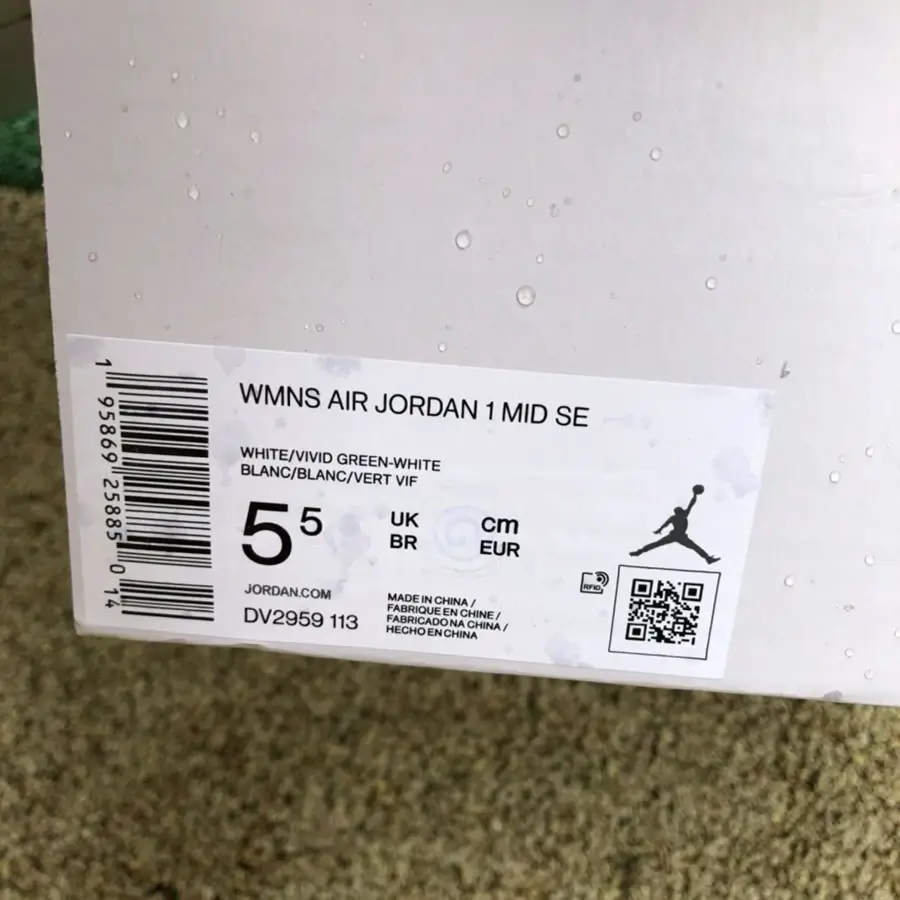 WMNS AIR JORDAN 1 MID SE
WHITE/VIVID GREEN-WHITE
BLANC/BLANC/VERT VIF
5 5
UK
BR
cm
EUR
JORDAN.COM
DV2959 113
MADE IN CHINA /
FABRIQUE EN CHINE /
FABRICADO NA CHINA /
HECHO EN CHINA
RFID
1 95869 25885 0 14